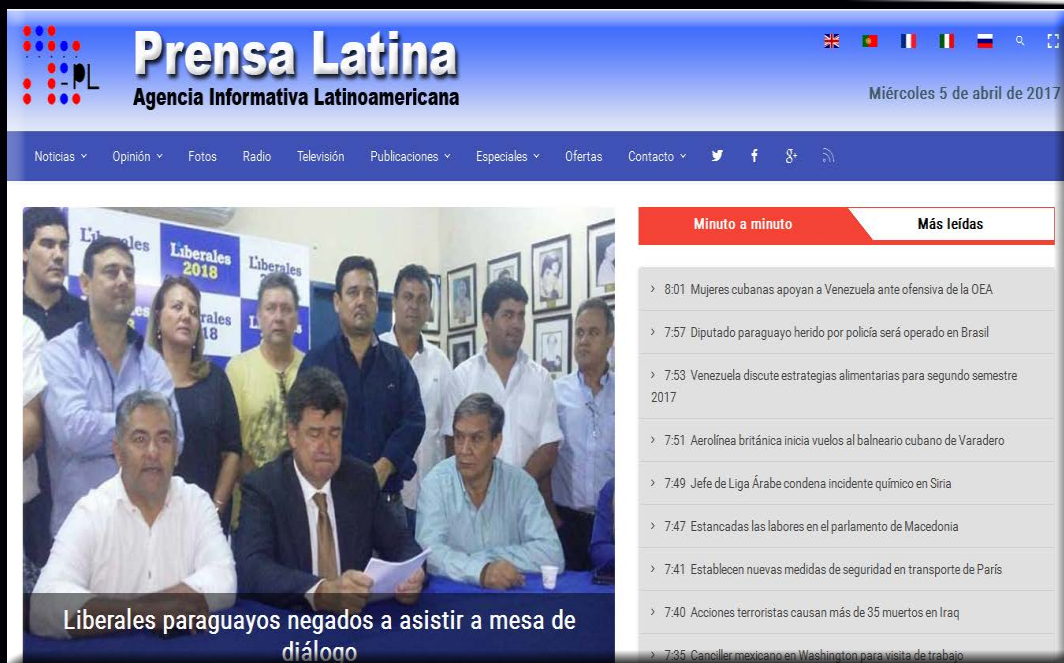 PL
Prensa Latina
Agencia Informativa Latinoamericana
Miércoles 5 de abril de 2017
Noticias Opinión Fotos Radio Televisión Publicaciones Especiales Ofertas Contacto
Liberales
Liberales
2018
Liberales
rales
18
Liberales paraguayos negados a asistir a mesa de
diálogo
Minuto a minuto Más leídas
8:01 Mujeres cubanas apoyan a Venezuela ante ofensiva de la OEA
7:57 Diputado paraguayo herido por policía será operado en Brasil
7:53 Venezuela discute estrategias alimentarias para segundo semestre
2017
7:51 Aerolínea británica inicia vuelos al balneario cubano de Varadero
7:49 Jefe de Liga Árabe condena incidente químico en Siria
7:47 Estancadas las labores en el parlamento de Macedonia
7:41 Establecen nuevas medidas de seguridad en transporte de París
7:40 Acciones terroristas causan más de 35 muertos en Iraq
7:35 Canciller mexicano en Washington para visita de trabajo